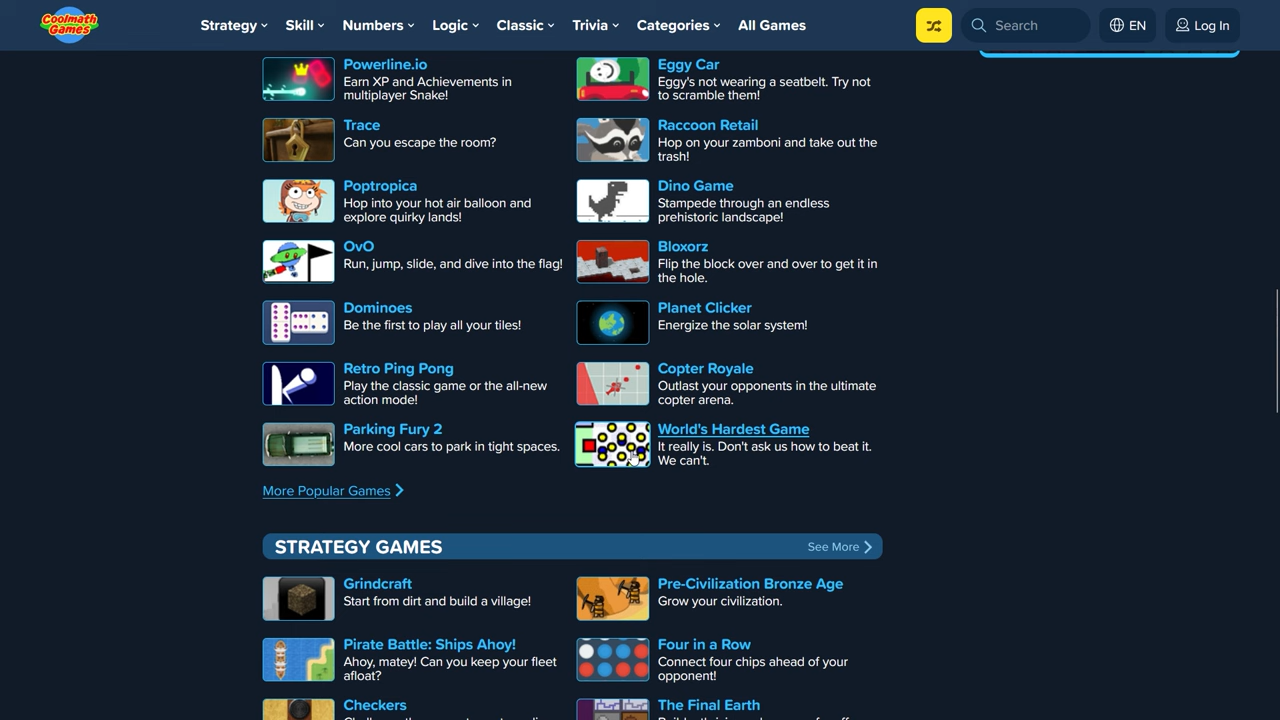 Coolmath Games
Strategy
Skill
Numbers
Logic
Classic
Trivia
Categories
All Games
Search
EN
Log In
Powerline.io
Earn XP and Achievements in
multiplayer Snake!
Eggy Car
Eggy's not wearing a seatbelt. Try not
to scramble them!
Trace
Can you escape the room?
Raccoon Retail
Hop on your zamboni and take out the
trash!
Poptropica
Hop into your hot air balloon and
explore quirky lands!
Dino Game
Stampede through an endless
prehistoric landscape!
OvO
Run, jump, slide, and dive into the flag!
Bloxorz
Flip the block over and over to get it in
the hole.
Dominoes
Be the first to play all your tiles!
Planet Clicker
Energize the solar system!
Retro Ping Pong
Play the classic game or the all-new
action mode!
Copter Royale
Outlast your opponents in the ultimate
copter arena.
Parking Fury 2
More cool cars to park in tight spaces.
World's Hardest Game
It really is. Don't ask us how to beat it.
We can't.
More Popular Games
STRATEGY GAMES
See More
Grindcraft
Start from dirt and build a village!
Pre-Civilization Bronze Age
Grow your civilization.
Pirate Battle: Ships Ahoy!
Ahoy, matey! Can you keep your fleet
afloat?
Four in a Row
Connect four chips ahead of your
opponent!
Checkers
The Final Earth